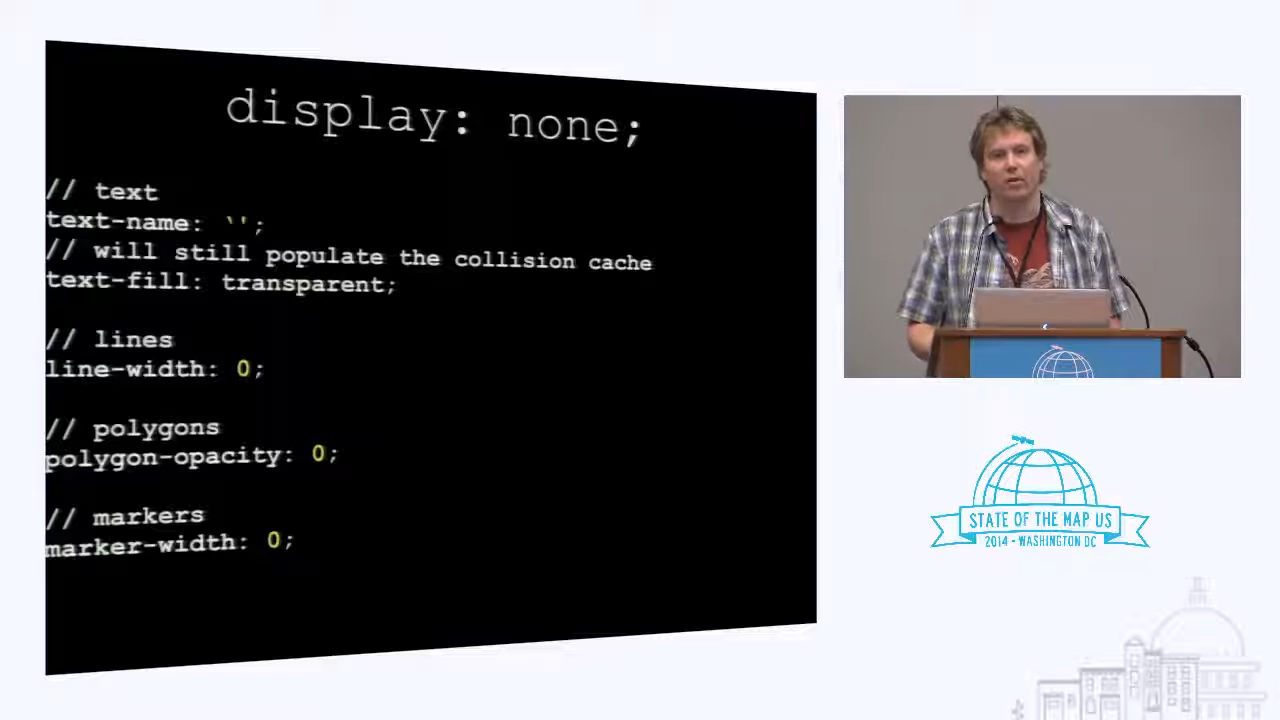 display: none;
// text
text-name: '';
// will still populate the collision cache
text-fill: transparent;
// lines
line-width: 0;
// polygons
polygon-opacity: 0;
// markers
marker-width: 0;
STATE OF THE MAP US
2014 - WASHINGTON DC